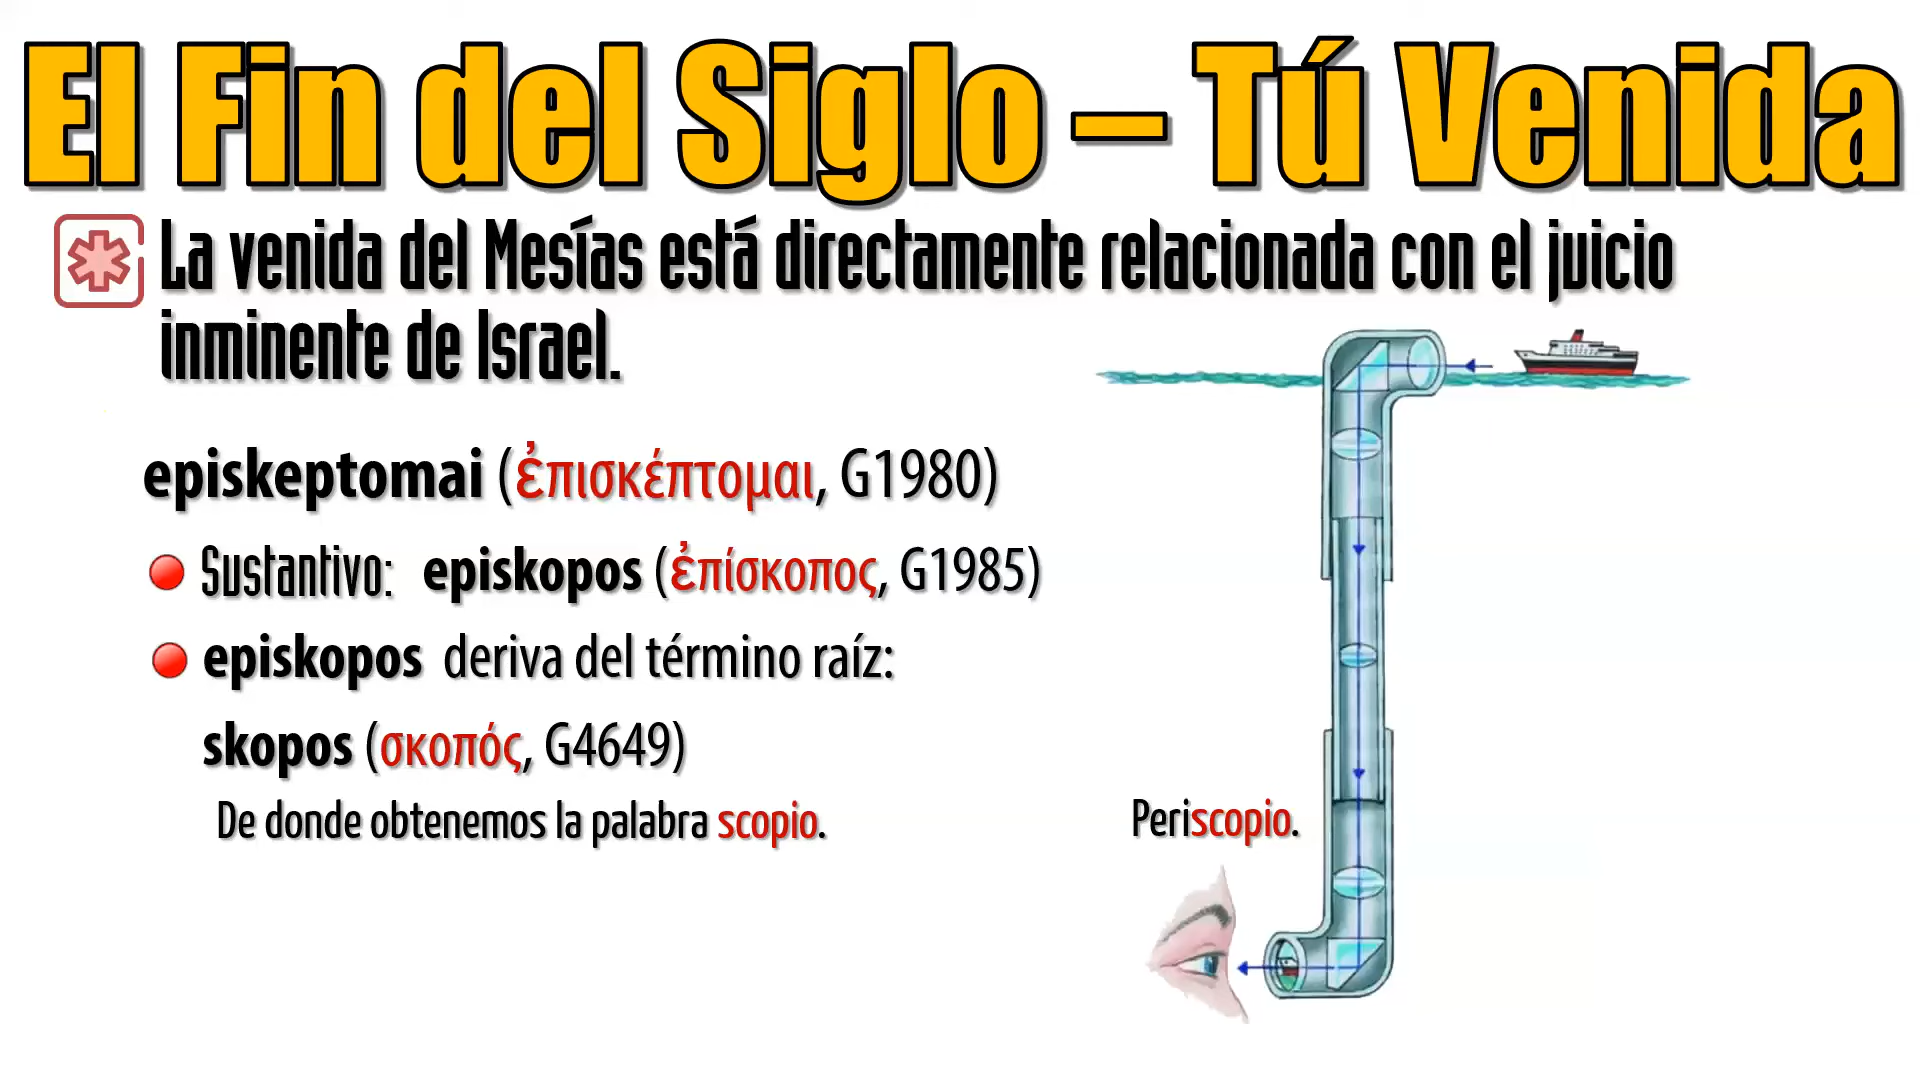 El Fin del Siglo – Tú Venida
La venida del Mesías está directamente relacionada con el juicio
inminente de Israel.
episkeptomai (ἐπισκέπτομαι, G1980)
Sustantivo: episkopos (ἐπίσκοπος, G1985)
episkopos deriva del término raíz:
skopos (σκοπός, G4649)
De donde obtenemos la palabra scopio.
Periscopio.